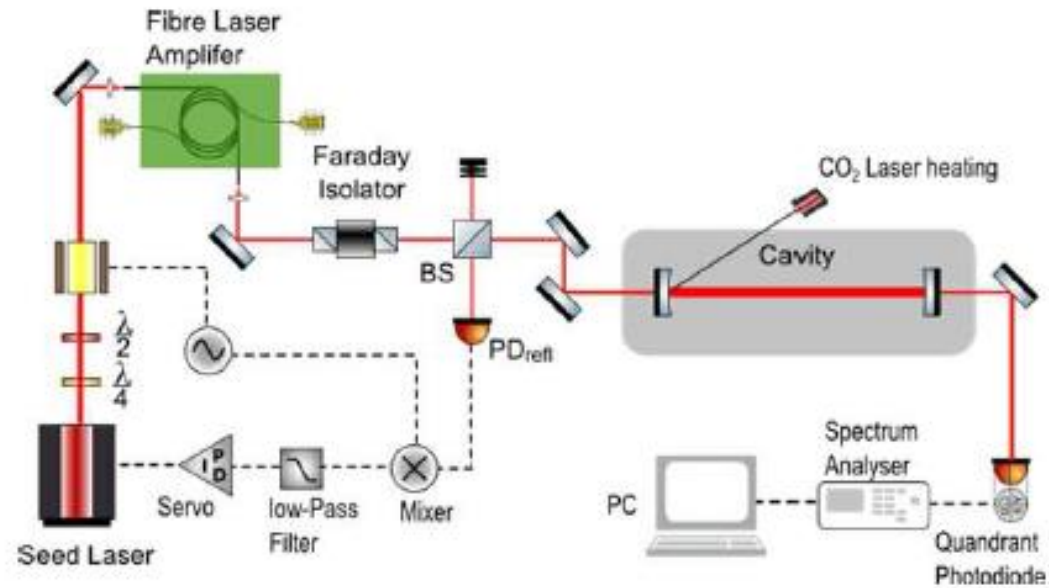 Fibre Laser
Amplifer
Faraday
Isolator
CO2 Laser heating
Cavity
BS
PDrefl
λ
2
λ
4
Spectrum
Analyser
P
I
D
Servo
low-Pass
Filter
Mixer
PC
Seed Laser
Quandrant
Photodiode